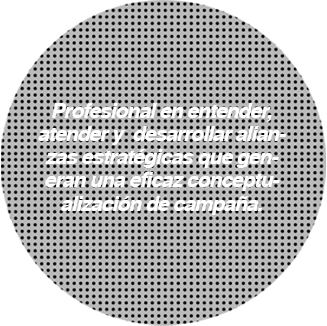 Profesional en entender,
atender y desarrollar alian-
zas estratégicas que gen-
eran una eficaz conceptu-
alización de campaña.